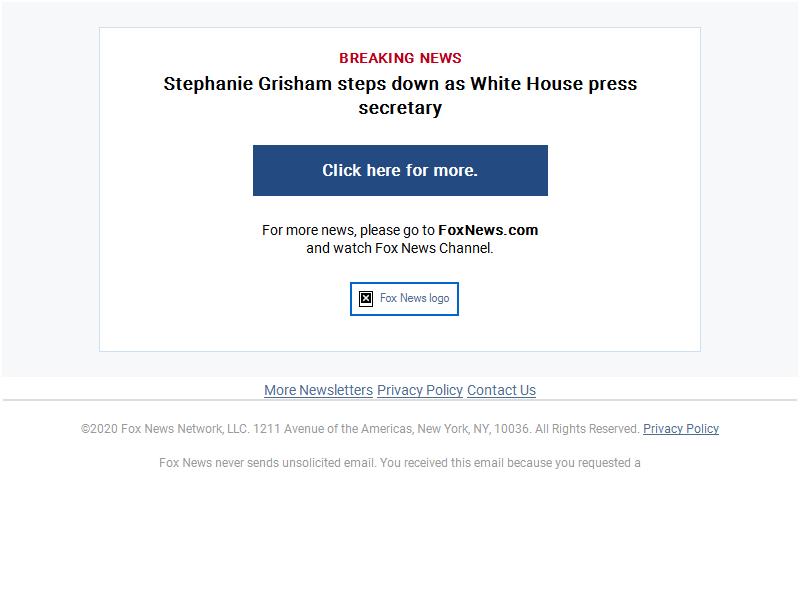 BREAKING NEWS
Stephanie Grisham steps down as White House press
secretary
Click here for more.
For more news, please go to FoxNews.com
and watch Fox News Channel.
Fox News logo
More Newsletters Privacy Policy Contact Us
©2020 Fox News Network, LLC. 1211 Avenue of the Americas, New York, NY, 10036. All Rights Reserved. Privacy Policy
Fox News never sends unsolicited email. You received this email because you requested a